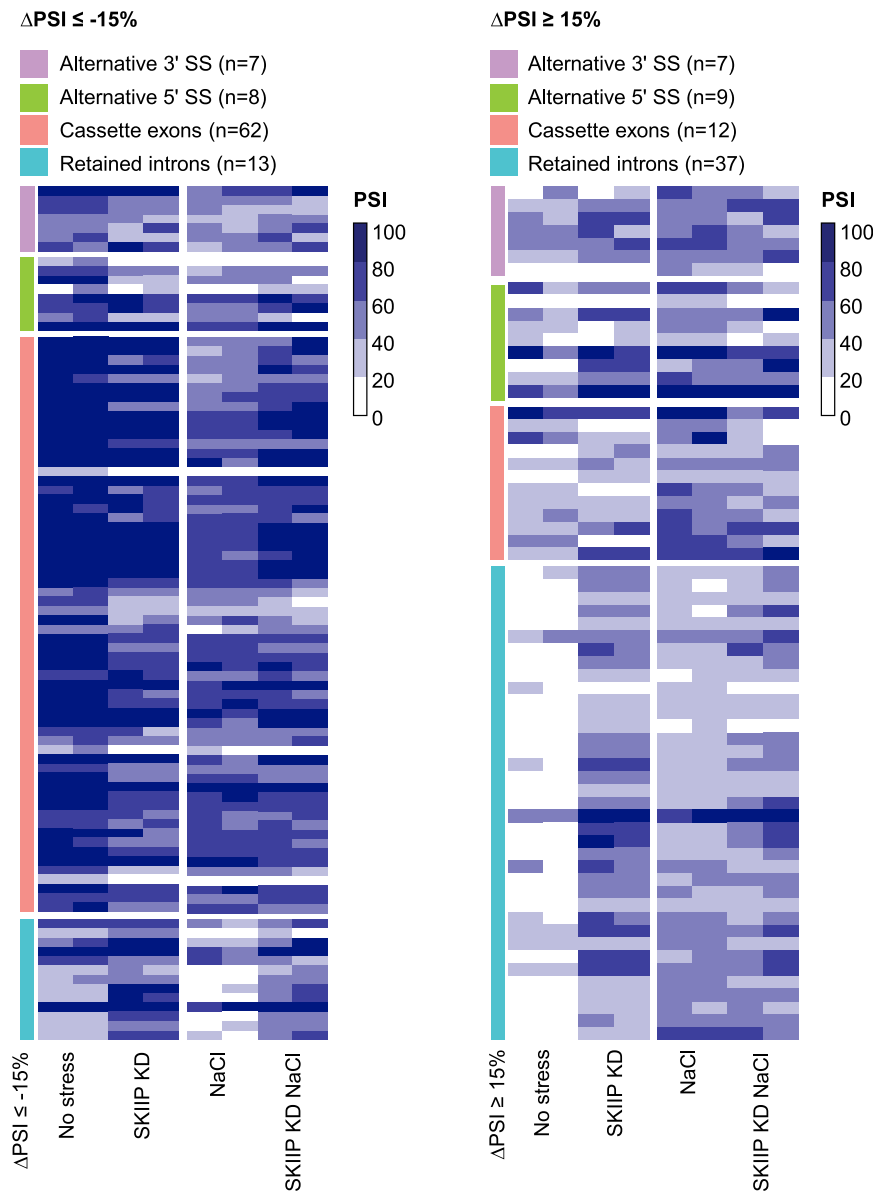 ΔPSI ≤ -15%
Alternative 3' SS (n=7)
Alternative 5' SS (n=8)
Cassette exons (n=62)
Retained introns (n=13)
PSI
100
80
60
40
20
0
ΔPSI ≤ -15%
No stress
SKIIP KD
NaCl
SKIIP KD NaCl
ΔPSI ≥ 15%
Alternative 3' SS (n=7)
Alternative 5' SS (n=9)
Cassette exons (n=12)
Retained introns (n=37)
PSI
100
80
60
40
20
0
ΔPSI ≥ 15%
No stress
SKIIP KD
NaCl
SKIIP KD NaCl